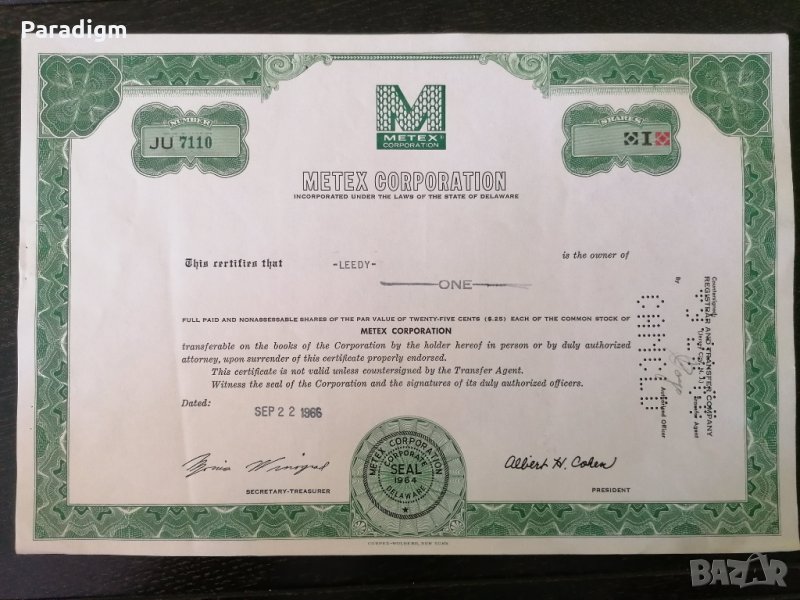 Paradigm
NUMBER
JU 7110
METEX
CORPORATION
SHARES
1
METEX CORPORATION
INCORPORATED UNDER THE LAWS OF THE STATE OF DELAWARE
This certifies that -LEEDY- is the owner of
ONE
FULL PAID AND NONASSESSABLE SHARES OF THE PAR VALUE OF TWENTY-FIVE CENTS ($.25) EACH OF THE COMMON STOCK OF
METEX CORPORATION
transferable on the books of the Corporation by the holder hereof in person or by duly authorized
attorney, upon surrender of this certificate properly endorsed.
This certificate is not valid unless countersigned by the Transfer Agent.
Witness the seal of the Corporation and the signatures of its duly authorized officers.
Dated: SEP 22 1966
Albert H. Cohen
SECRETARY-TREASURER
PRESIDENT
METEX CORPORATION
CORPORATE
SEAL
1964
DELAWARE
Countersigned:
REGISTRAR AND TRANSFER COMPANY
Transfer Agent
By
Authorized Officer
BAZAR